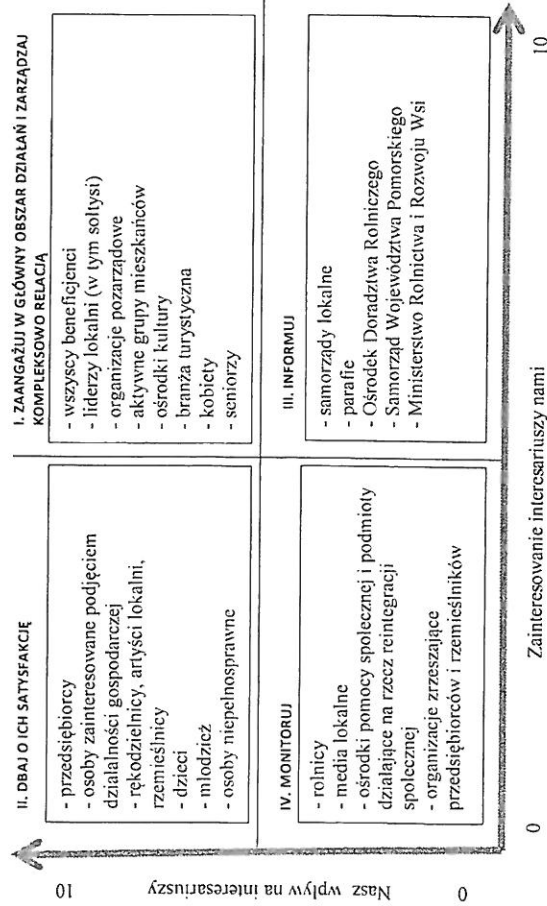 II. DBAJ O ICH SATYSFAKCJĘ
- przedsiębiorcy
- osoby zainteresowane podjęciem
działalności gospodarczej
- rękodzielnicy, artyści lokalni,
rzemieślnicy
- dzieci
- młodzież
- osoby niepełnosprawne
I. ZAANGAŻUJ W GŁÓWNY OBSZAR DZIAŁAŃ I ZARZĄDZAJ
KOMPLEKSOWO RELACJĄ
- wszyscy beneficjenci
- liderzy lokalni (w tym sołtysi)
- organizacje pozarządowe
- aktywne grupy mieszkańców
- ośrodki kultury
- branża turystyczna
- kobiety
- seniorzy
IV. MONITORUJ
- rolnicy
- media lokalne
- ośrodki pomocy społecznej i podmioty
działające na rzecz reintegracji
społecznej
- organizacje zrzeszające
przedsiębiorców i rzemieślników
III. INFORMUJ
- samorządy lokalne
- parafie
- Ośrodek Doradztwa Rolniczego
- Samorząd Województwa Pomorskiego
- Ministerstwo Rolnictwa i Rozwoju Wsi
10
Nasz wpływ na interesariuszy
0
0
Zainteresowanie interesariuszy nami
10